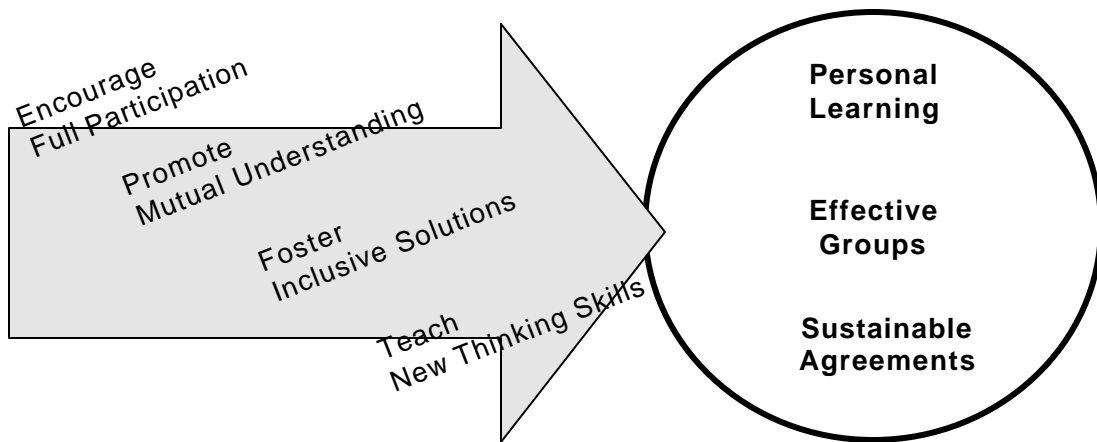 Encourage
Full Participation
Promote
Mutual Understanding
Foster
Inclusive Solutions
Teach
New Thinking Skills
Personal
Learning
Effective
Groups
Sustainable
Agreements